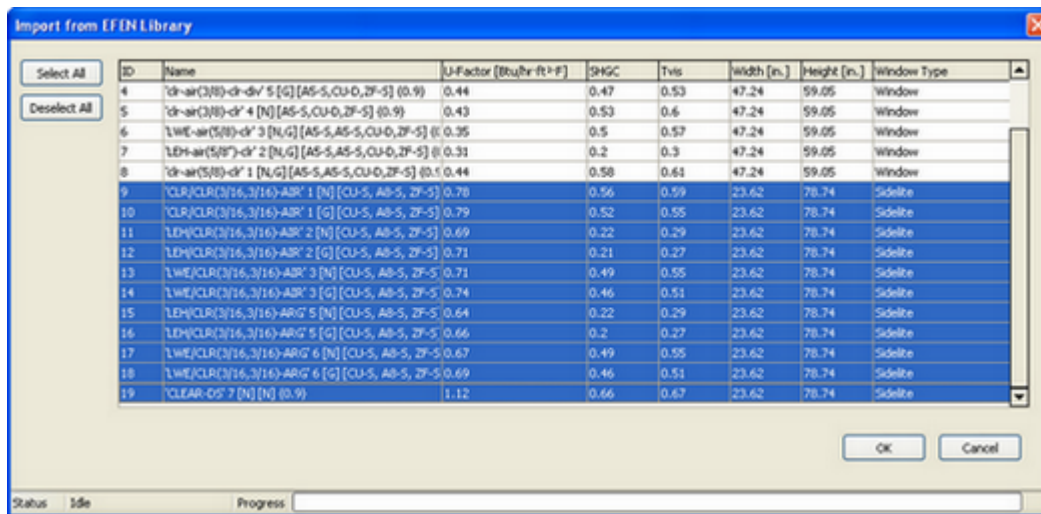 Import from EFEN Library
Select All
Deselect All
ID Name U-Factor [Btu/hr-ft²-F] SHGC Tvis Width [in.] Height [in.] Window Type
4 'clr-air(3/8)-clr-div' 5 [G] [AS-S,CU-D,ZF-S] (0.9) 0.44 0.47 0.53 47.24 59.05 Window
5 'clr-air(3/8)-clr' 4 [N] [AS-S,CU-D,ZF-S] (0.9) 0.43 0.53 0.6 47.24 59.05 Window
6 'LWE-air(5/8)-clr' 3 [N,G] [AS-S,AS-S,CU-D,ZF-S] (0 0.35 0.5 0.57 47.24 59.05 Window
7 'LEH-air(5/8")-clr' 2 [N,G] [AS-S,AS-S,CU-D,ZF-S] (0 0.31 0.2 0.3 47.24 59.05 Window
8 'clr-air(5/8)-clr' 1 [N,G] [AS-S,AS-S,CU-D,ZF-S] (0.9 0.44 0.58 0.61 47.24 59.05 Window
9 'CLR/CLR(3/16,3/16)-AIR' 1 [N] [CU-S, A8-S, ZF-S] 0.78 0.56 0.59 23.62 78.74 Sidelite
10 'CLR/CLR(3/16,3/16)-AIR' 1 [G] [CU-S, A8-S, ZF-S] 0.79 0.52 0.55 23.62 78.74 Sidelite
11 'LEH/CLR(3/16,3/16)-AIR' 2 [N] [CU-S, A8-S, ZF-S] 0.69 0.22 0.29 23.62 78.74 Sidelite
12 'LEH/CLR(3/16,3/16)-AIR' 2 [G] [CU-S, A8-S, ZF-S] 0.71 0.21 0.27 23.62 78.74 Sidelite
13 'LWE/CLR(3/16,3/16)-AIR' 3 [N] [CU-S, A8-S, ZF-S 0.71 0.49 0.55 23.62 78.74 Sidelite
14 'LWE/CLR(3/16,3/16)-AIR' 3 [G] [CU-S, A8-S, ZF-S 0.74 0.46 0.51 23.62 78.74 Sidelite
15 'LEH/CLR(3/16,3/16)-ARG' 5 [N] [CU-S, A8-S, ZF-S 0.64 0.22 0.29 23.62 78.74 Sidelite
16 'LEH/CLR(3/16,3/16)-ARG' 5 [G] [CU-S, A8-S, ZF-S 0.66 0.2 0.27 23.62 78.74 Sidelite
17 'LWE/CLR(3/16,3/16)-ARG' 6 [N] [CU-S, A8-S, ZF-S 0.67 0.49 0.55 23.62 78.74 Sidelite
18 'LWE/CLR(3/16,3/16)-ARG' 6 [G] [CU-S, A8-S, ZF-S 0.69 0.46 0.51 23.62 78.74 Sidelite
19 'CLEAR-DS' 7 [N] [N] (0.9) 1.12 0.66 0.67 23.62 78.74 Sidelite
OK Cancel
Status Idle Progress